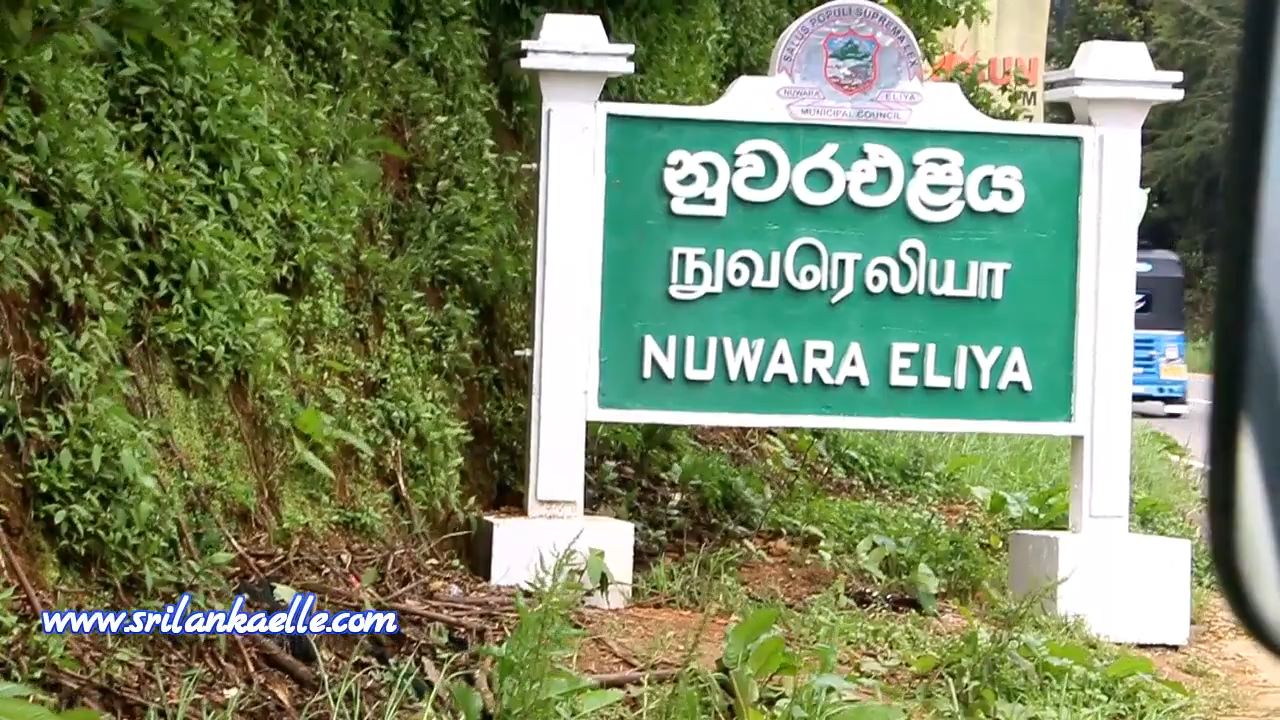 SALUS POPULI SUPREMA LEX
NUWARA ELIYA
MUNICIPAL COUNCIL
නුවරඑළිය
நுவரெலியா
NUWARA ELIYA
www.srilankaelle.com